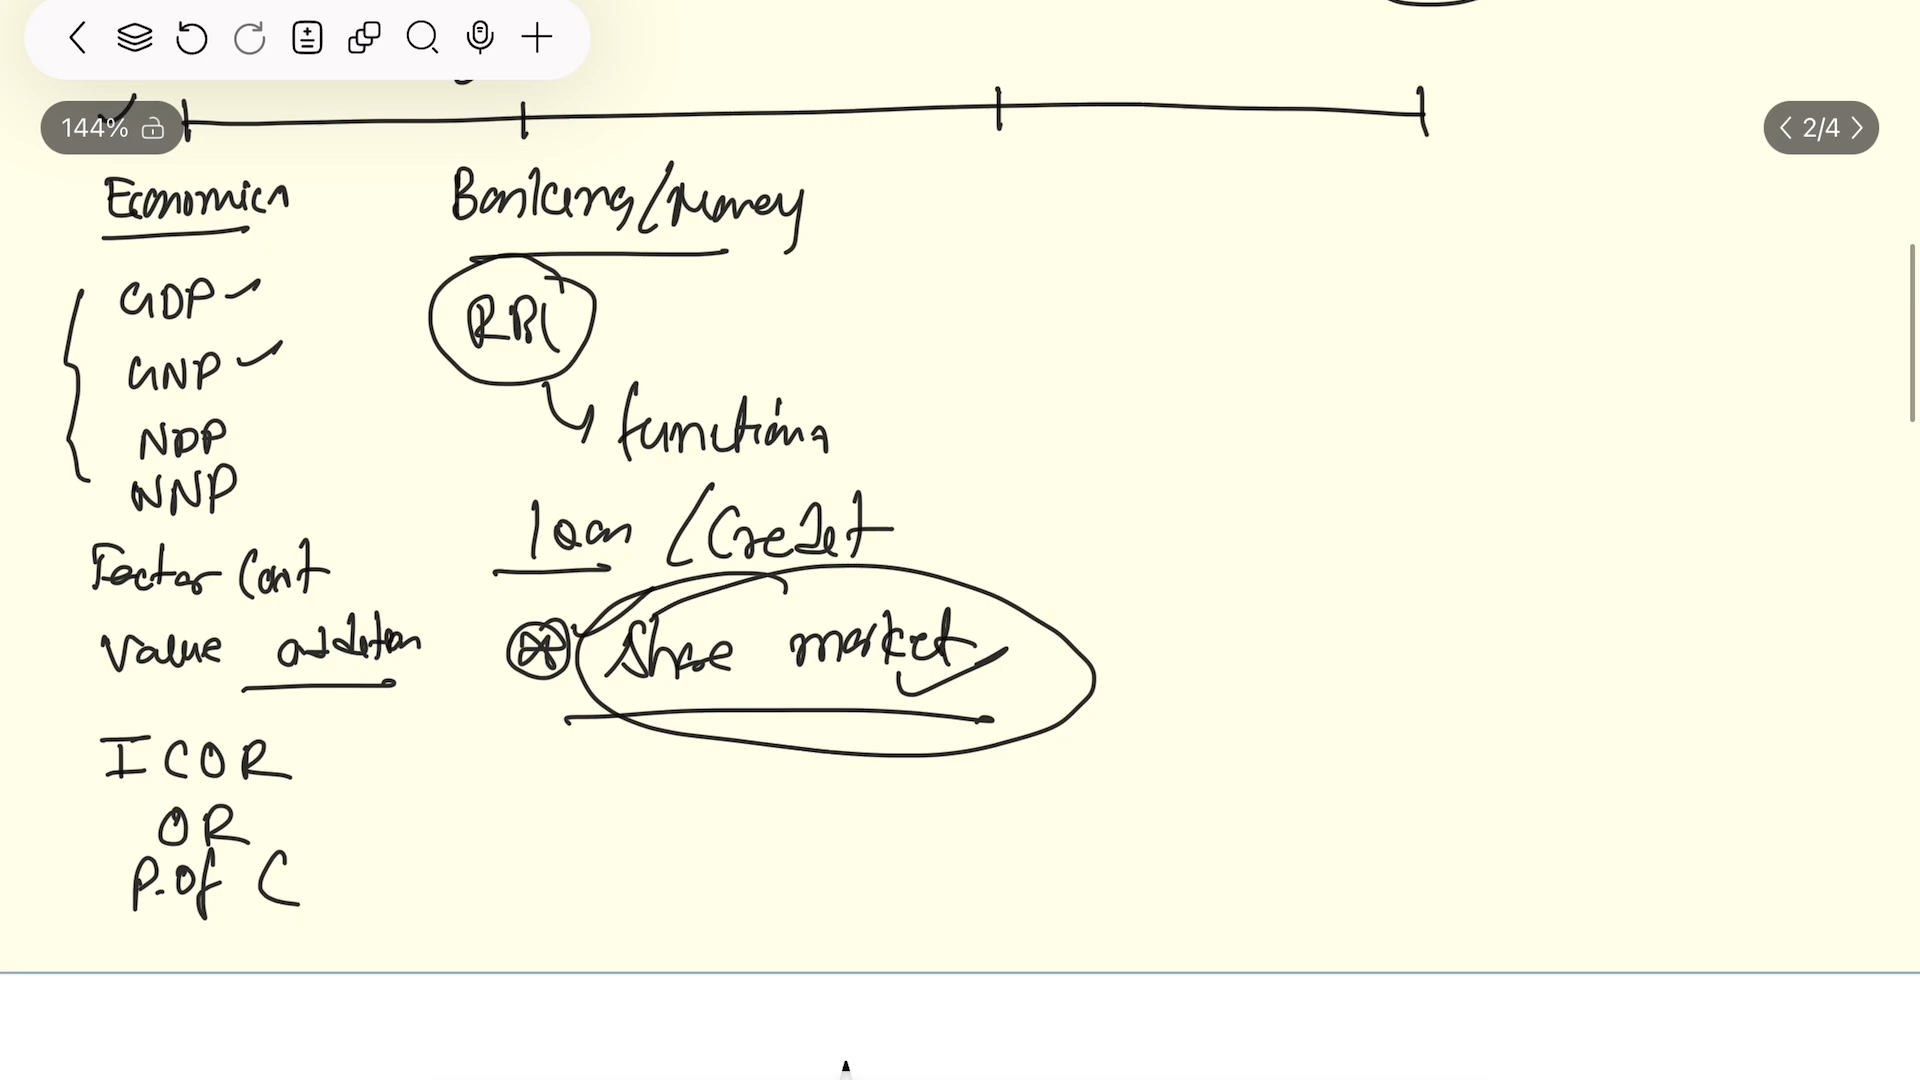 144%
2/4
Economics
Banking/Money
GDP
RBI
GNP
functions
NDP
NNP
loan / Credit
Factor Cost
Value addition
Share market
ICOR
OR
P.of C